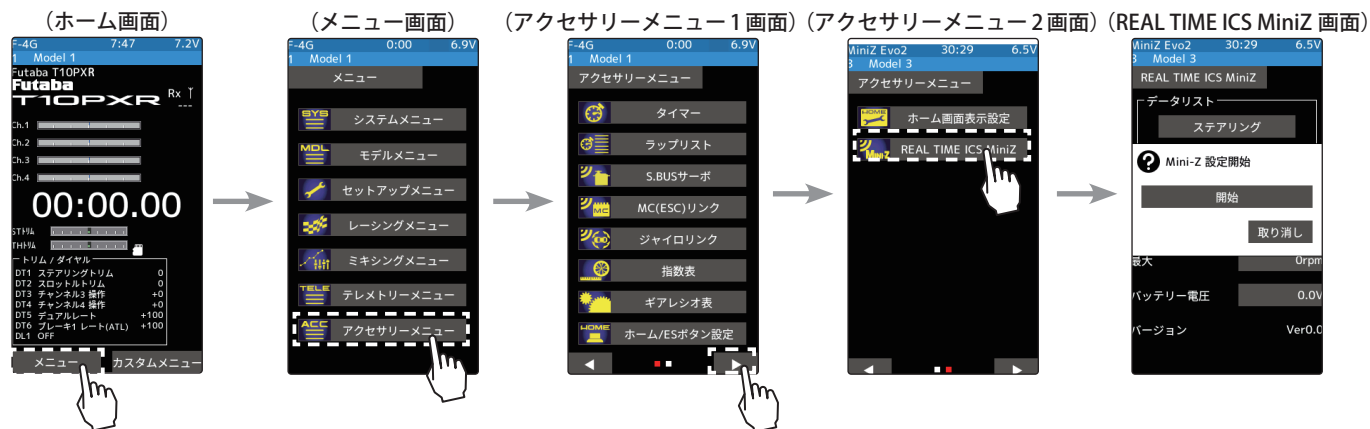 (ホーム画面)
F-4G 7:47 7.2V
1 Model 1
Futaba T10PXR
Futaba
T10PXR
Rx
---
Ch.1
Ch.2
Ch.3
Ch.4
00:00.00
STトリム
THトリム
トリム / ダイヤル
DT1 ステアリングトリム 0
DT2 スロットルトリム 0
DT3 チャンネル3 操作 +0
DT4 チャンネル4 操作 +0
DT5 デュアルレート +100
DT6 ブレーキ1 レート(ATL) +100
DL1 OFF
メニュー カスタムメニュー
(メニュー画面)
F-4G 0:00 6.9V
1 Model 1
メニュー
SYS システムメニュー
MDL モデルメニュー
セットアップメニュー
レーシングメニュー
ミキシングメニュー
TELE テレメトリーメニュー
ACC アクセサリーメニュー
(アクセサリーメニュー 1 画面)
F-4G 0:00 6.9V
1 Model 1
アクセサリーメニュー
タイマー
ラップリスト
S.BUSサーボ
MC MC(ESC)リンク
ジャイロリンク
指数表
ギアレシオ表
HOME ホーム/ESボタン設定
(アクセサリーメニュー 2 画面)
MiniZ Evo2 30:29 6.5V
3 Model 3
アクセサリーメニュー
HOME ホーム画面表示設定
MiniZ REAL TIME ICS MiniZ
(REAL TIME ICS MiniZ 画面)
MiniZ Evo2 30:29 6.5V
3 Model 3
REAL TIME ICS MiniZ
データリスト
ステアリング
Mini-Z 設定開始
開始
取り消し
最大 0rpm
バッテリー電圧 0.0V
バージョン Ver0.0